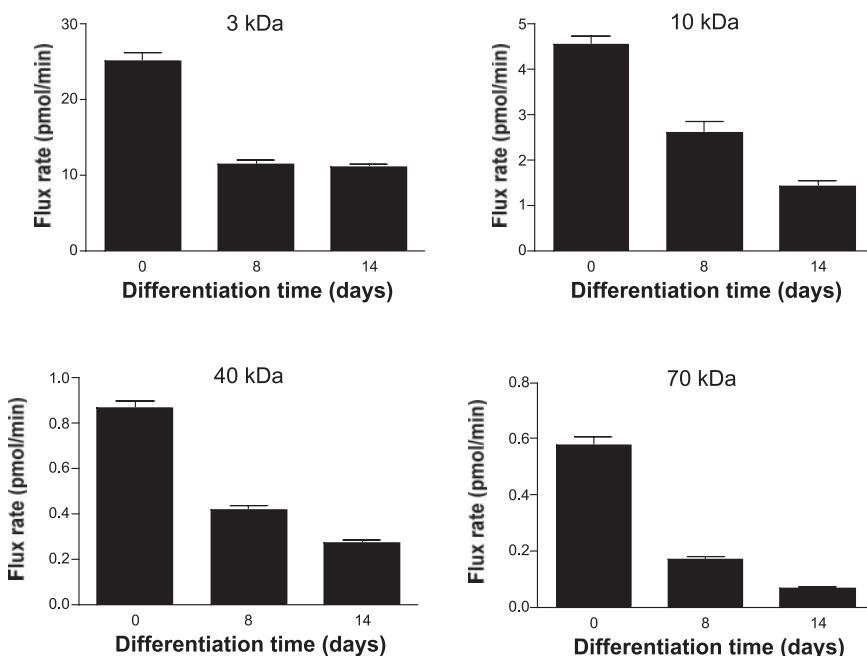 3 kDa
Flux rate (pmol/min)
30
20
10
0
0 8 14
Differentiation time (days)
10 kDa
Flux rate (pmol/min)
5
4
3
2
1
0
0 8 14
Differentiation time (days)
40 kDa
Flux rate (pmol/min)
1.0
0.8
0.6
0.4
0.2
0.0
0 8 14
Differentiation time (days)
70 kDa
Flux rate (pmol/min)
0.8
0.6
0.4
0.2
0.0
0 8 14
Differentiation time (days)